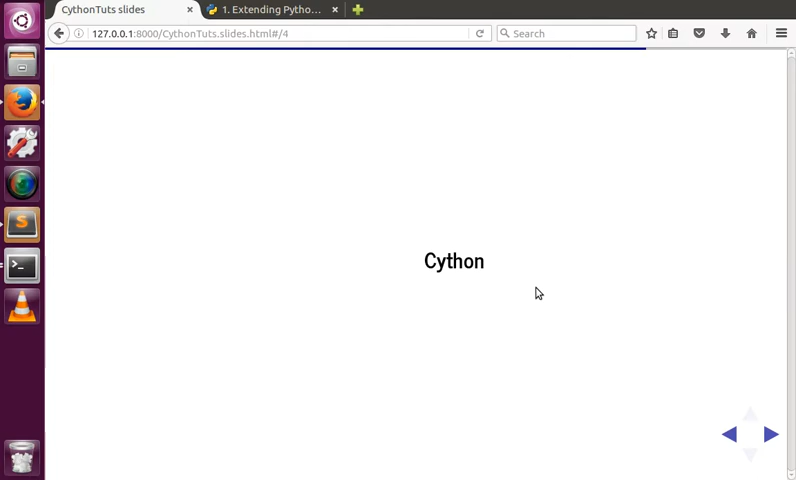 CythonTuts slides
1. Extending Pytho...
127.0.0.1:8000/CythonTuts.slides.html#/4
Search
Cython